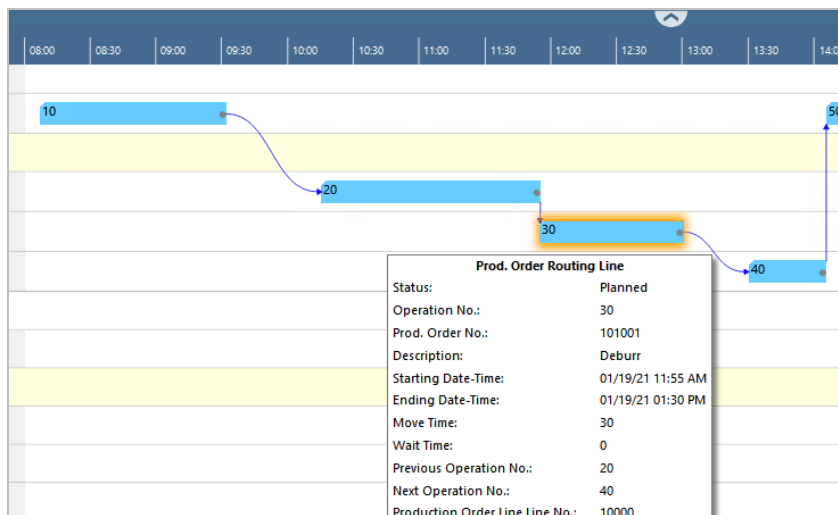 08:00 08:30 09:00 09:30 10:00 10:30 11:00 11:30 12:00 12:30 13:00 13:30
10
20
30
40
Prod. Order Routing Line
Status: Planned
Operation No.: 30
Prod. Order No.: 101001
Description: Deburr
Starting Date-Time: 01/19/21 11:55 AM
Ending Date-Time: 01/19/21 01:30 PM
Move Time: 30
Wait Time: 0
Previous Operation No.: 20
Next Operation No.: 40
Production Order Line Line No.: 10000